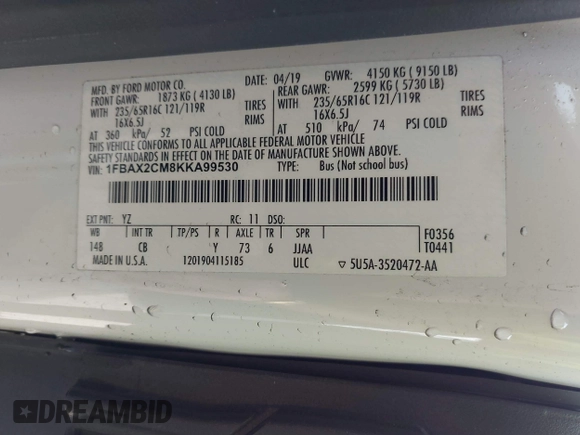 MFD. BY FORD MOTOR CO. DATE: 04/19 GVWR: 4150 KG ( 9150 LB)
FRONT GAWR: 1873 KG ( 4130 LB) REAR GAWR: 2599 KG ( 5730 LB)
WITH 235/65R16C 121/119R TIRES WITH 235/65R16C 121/119R TIRES
16X6.5J RIMS 16X6.5J RIMS
AT 360 kPa/ 52 PSI COLD AT 510 kPa/ 74 PSI COLD
THIS VEHICLE CONFORMS TO ALL APPLICABLE FEDERAL MOTOR VEHICLE
SAFETY STANDARDS IN EFFECT ON THE DATE OF MANUFACTURE SHOWN ABOVE.
VIN: 1FBAX2CM8KKA99530 TYPE: Bus (Not school bus)
EXT PNT: YZ RC: 11 DSO:
WB INT TR TP/PS R AXLE TR SPR F0356
148 CB Y 73 6 JJAA T0441
MADE IN U.S.A. 1201904115185 ULC ▽ 5U5A-3520472-AA
DREAMBID